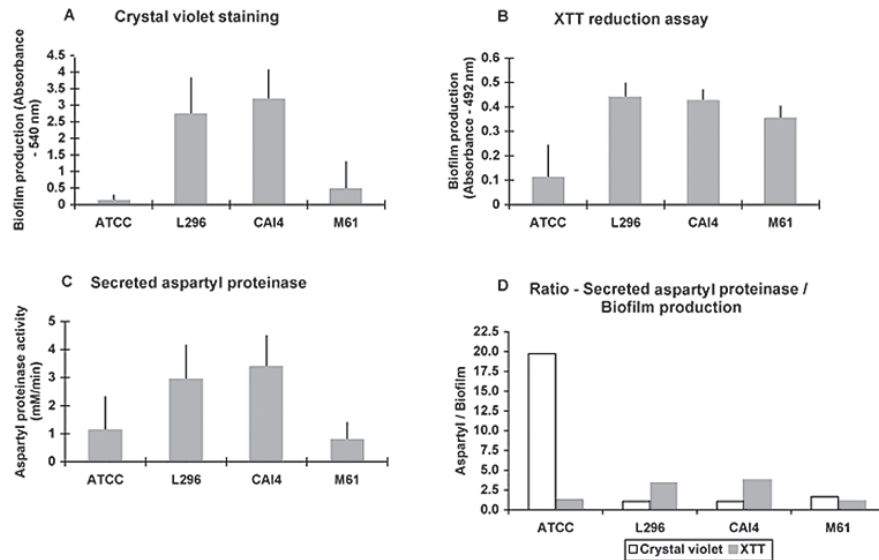 A Crystal violet staining
Biofilm production (Absorbance
- 540 nm)
4.5
4
3.5
3
2.5
2
1.5
1
0.5
0
ATCC L296 CAI4 M61
B XTT reduction assay
Biofilm production
(Absorbance - 492 nm)
0.6
0.5
0.4
0.3
0.2
0.1
0
ATCC L296 CAI4 M61
C Secreted aspartyl proteinase
Aspartyl proteinase activity
(mM/min)
5
4
3
2
1
0
ATCC L296 CAI4 M61
D Ratio - Secreted aspartyl proteinase /
Biofilm production
Aspartyl / Biofilm
22.5
20.0
17.5
15.0
12.5
10.0
7.5
5.0
2.5
0.0
ATCC L296 CAI4 M61
Crystal violet XTT